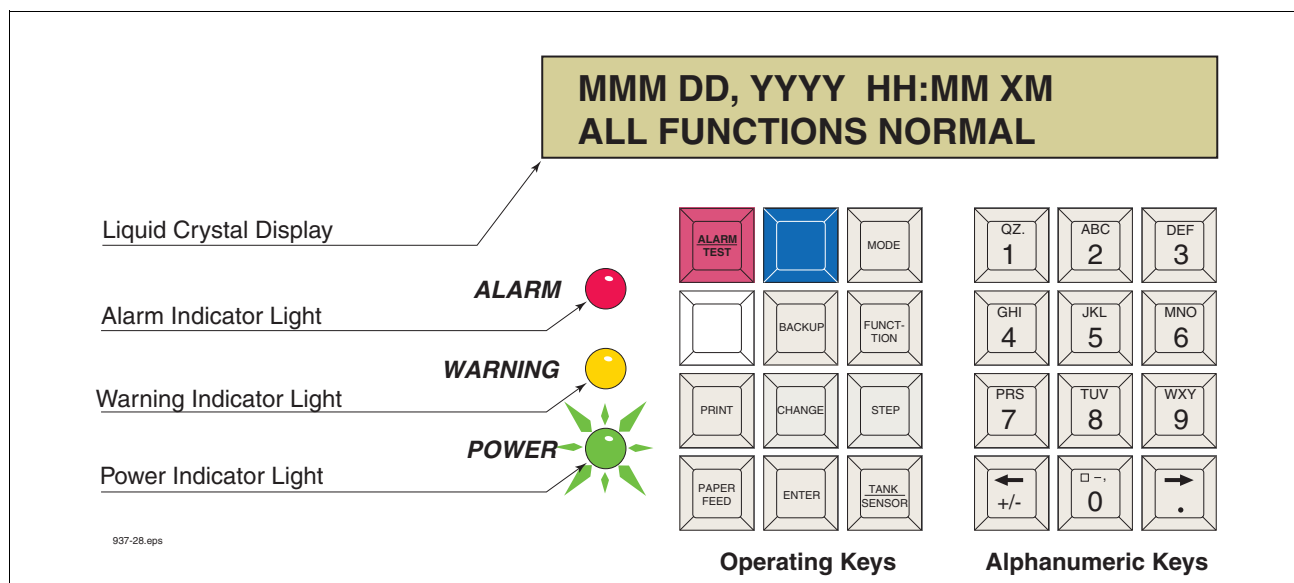 MMM DD, YYYY HH:MM XM
ALL FUNCTIONS NORMAL
Liquid Crystal Display
ALARM
Alarm Indicator Light
WARNING
Warning Indicator Light
POWER
Power Indicator Light
937-28.eps
ALARM
TEST
MODE
BACKUP
FUNCT-
TION
PRINT
CHANGE
STEP
PAPER
FEED
ENTER
TANK
SENSOR
Operating Keys
QZ.
1
ABC
2
DEF
3
GHI
4
JKL
5
MNO
6
PRS
7
TUV
8
WXY
9
←
+/-
□ –,
0
→
.
Alphanumeric Keys